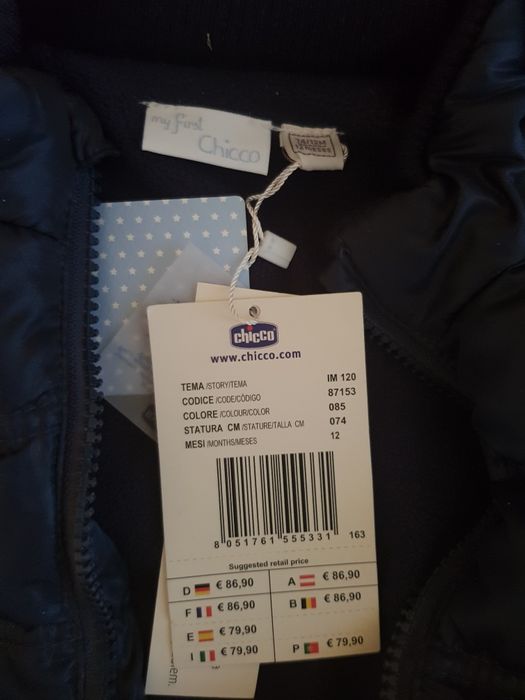 my first
Chicco
74/12M
chicco
www.chicco.com
TEMA /STORY/TEMA IM 120
CODICE /CODE/CÓDIGO 87153
COLORE /COLOUR/COLOR 085
STATURA CM /STATURE/TALLA CM 074
MESI /MONTHS/MESES 12
8 051761 555331 163
Suggested retail price
D € 86,90 A € 86,90
F € 86,90 B € 86,90
E € 79,90
I € 79,90 P € 79,90